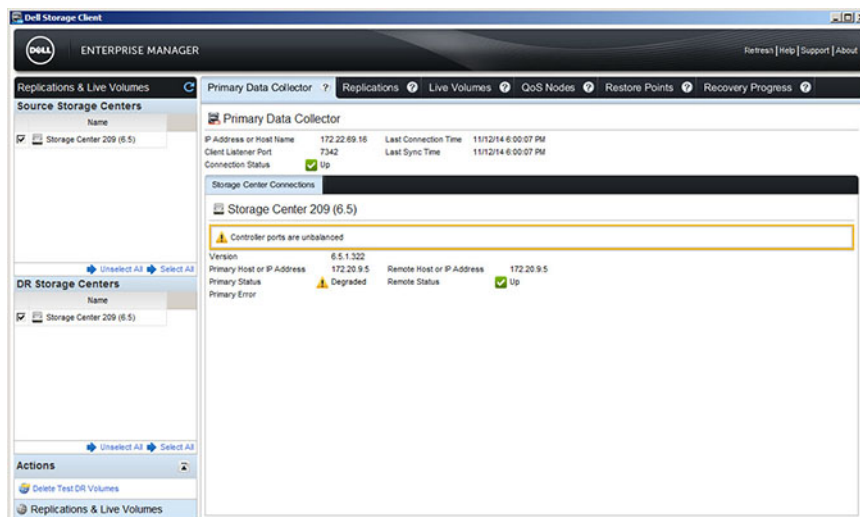 Dell Storage Client
DELL ENTERPRISE MANAGER
Refresh | Help | Support | About
Replications & Live Volumes
Primary Data Collector ? Replications ? Live Volumes ? QoS Nodes ? Restore Points ? Recovery Progress ?
Source Storage Centers
Name
Storage Center 209 (6.5)
Unselect All Select All
DR Storage Centers
Name
Storage Center 209 (6.5)
Unselect All Select All
Actions
Delete Test DR Volumes
Replications & Live Volumes
Primary Data Collector
IP Address or Host Name 172.22.69.16 Last Connection Time 11/12/14 6:00:07 PM
Client Listener Port 7342 Last Sync Time 11/12/14 6:00:07 PM
Connection Status Up
Storage Center Connections
Storage Center 209 (6.5)
Controller ports are unbalanced
Version 6.5.1.322
Primary Host or IP Address 172.20.9.5 Remote Host or IP Address 172.20.9.5
Primary Status Degraded Remote Status Up
Primary Error